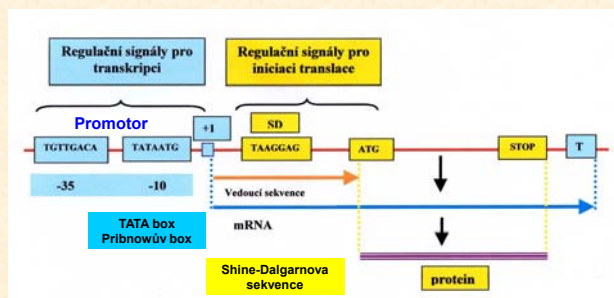 Regulační signály pro
transkripci
Regulační signály pro
iniciaci translace
Promotor
+1
SD
TGTTGACA
TATAATG
TAAGGAG
ATG
STOP
T
-35
-10
Vedoucí sekvence
TATA box
Pribnowův box
mRNA
Shine-Dalgarnova
sekvence
protein